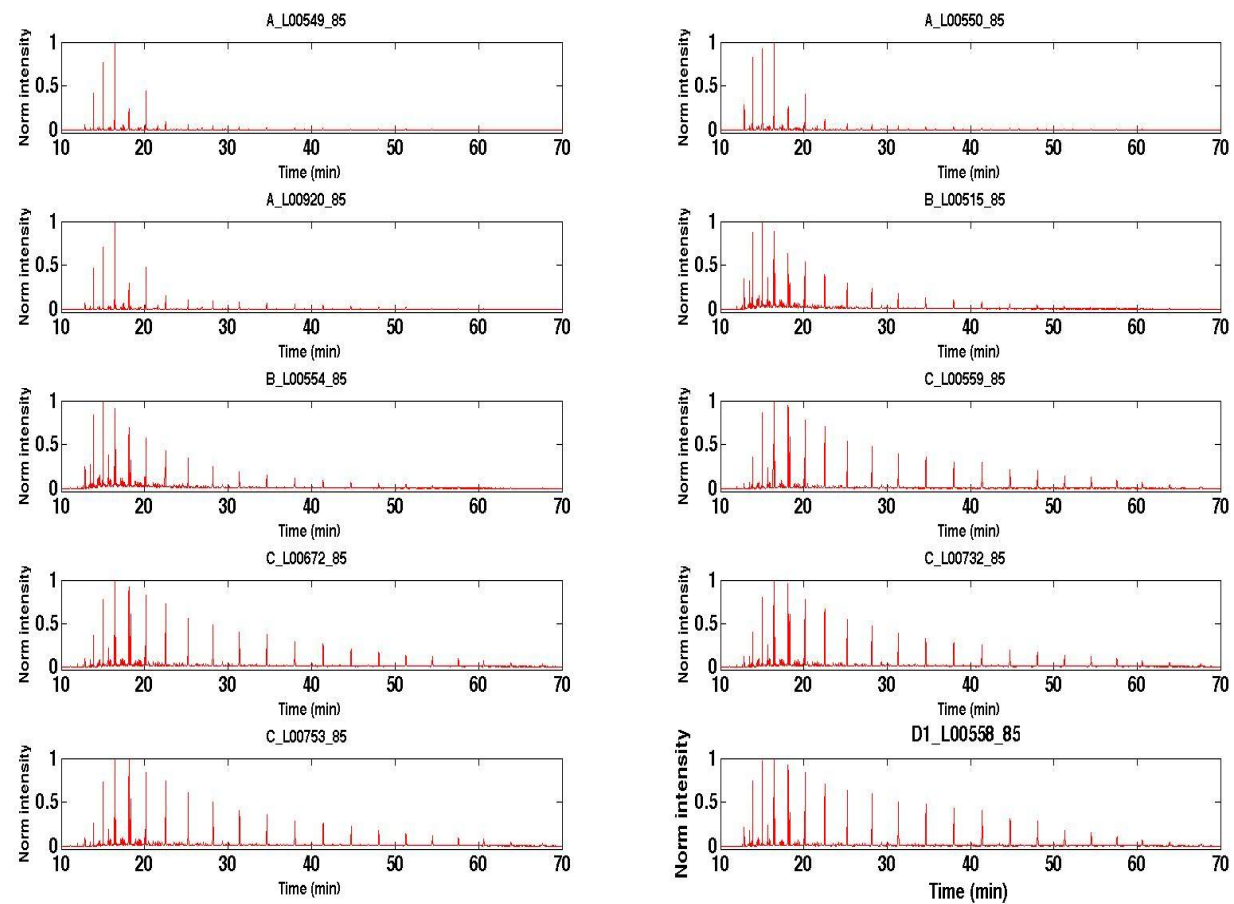 A_L00549_85
Norm intensity
1
0.5
0
10 20 30 40 50 60 70
Time (min)
A_L00550_85
Norm intensity
1
0.5
0
10 20 30 40 50 60 70
Time (min)
A_L00920_85
Norm intensity
1
0.5
0
10 20 30 40 50 60 70
Time (min)
B_L00515_85
Norm intensity
1
0.5
0
10 20 30 40 50 60 70
Time (min)
B_L00554_85
Norm intensity
1
0.5
0
10 20 30 40 50 60 70
Time (min)
C_L00559_85
Norm intensity
1
0.5
0
10 20 30 40 50 60 70
Time (min)
C_L00672_85
Norm intensity
1
0.5
0
10 20 30 40 50 60 70
Time (min)
C_L00732_85
Norm intensity
1
0.5
0
10 20 30 40 50 60 70
Time (min)
C_L00753_85
Norm intensity
1
0.5
0
10 20 30 40 50 60 70
Time (min)
D1_L00558_85
Norm intensity
1
0.5
0
10 20 30 40 50 60 70
Time (min)